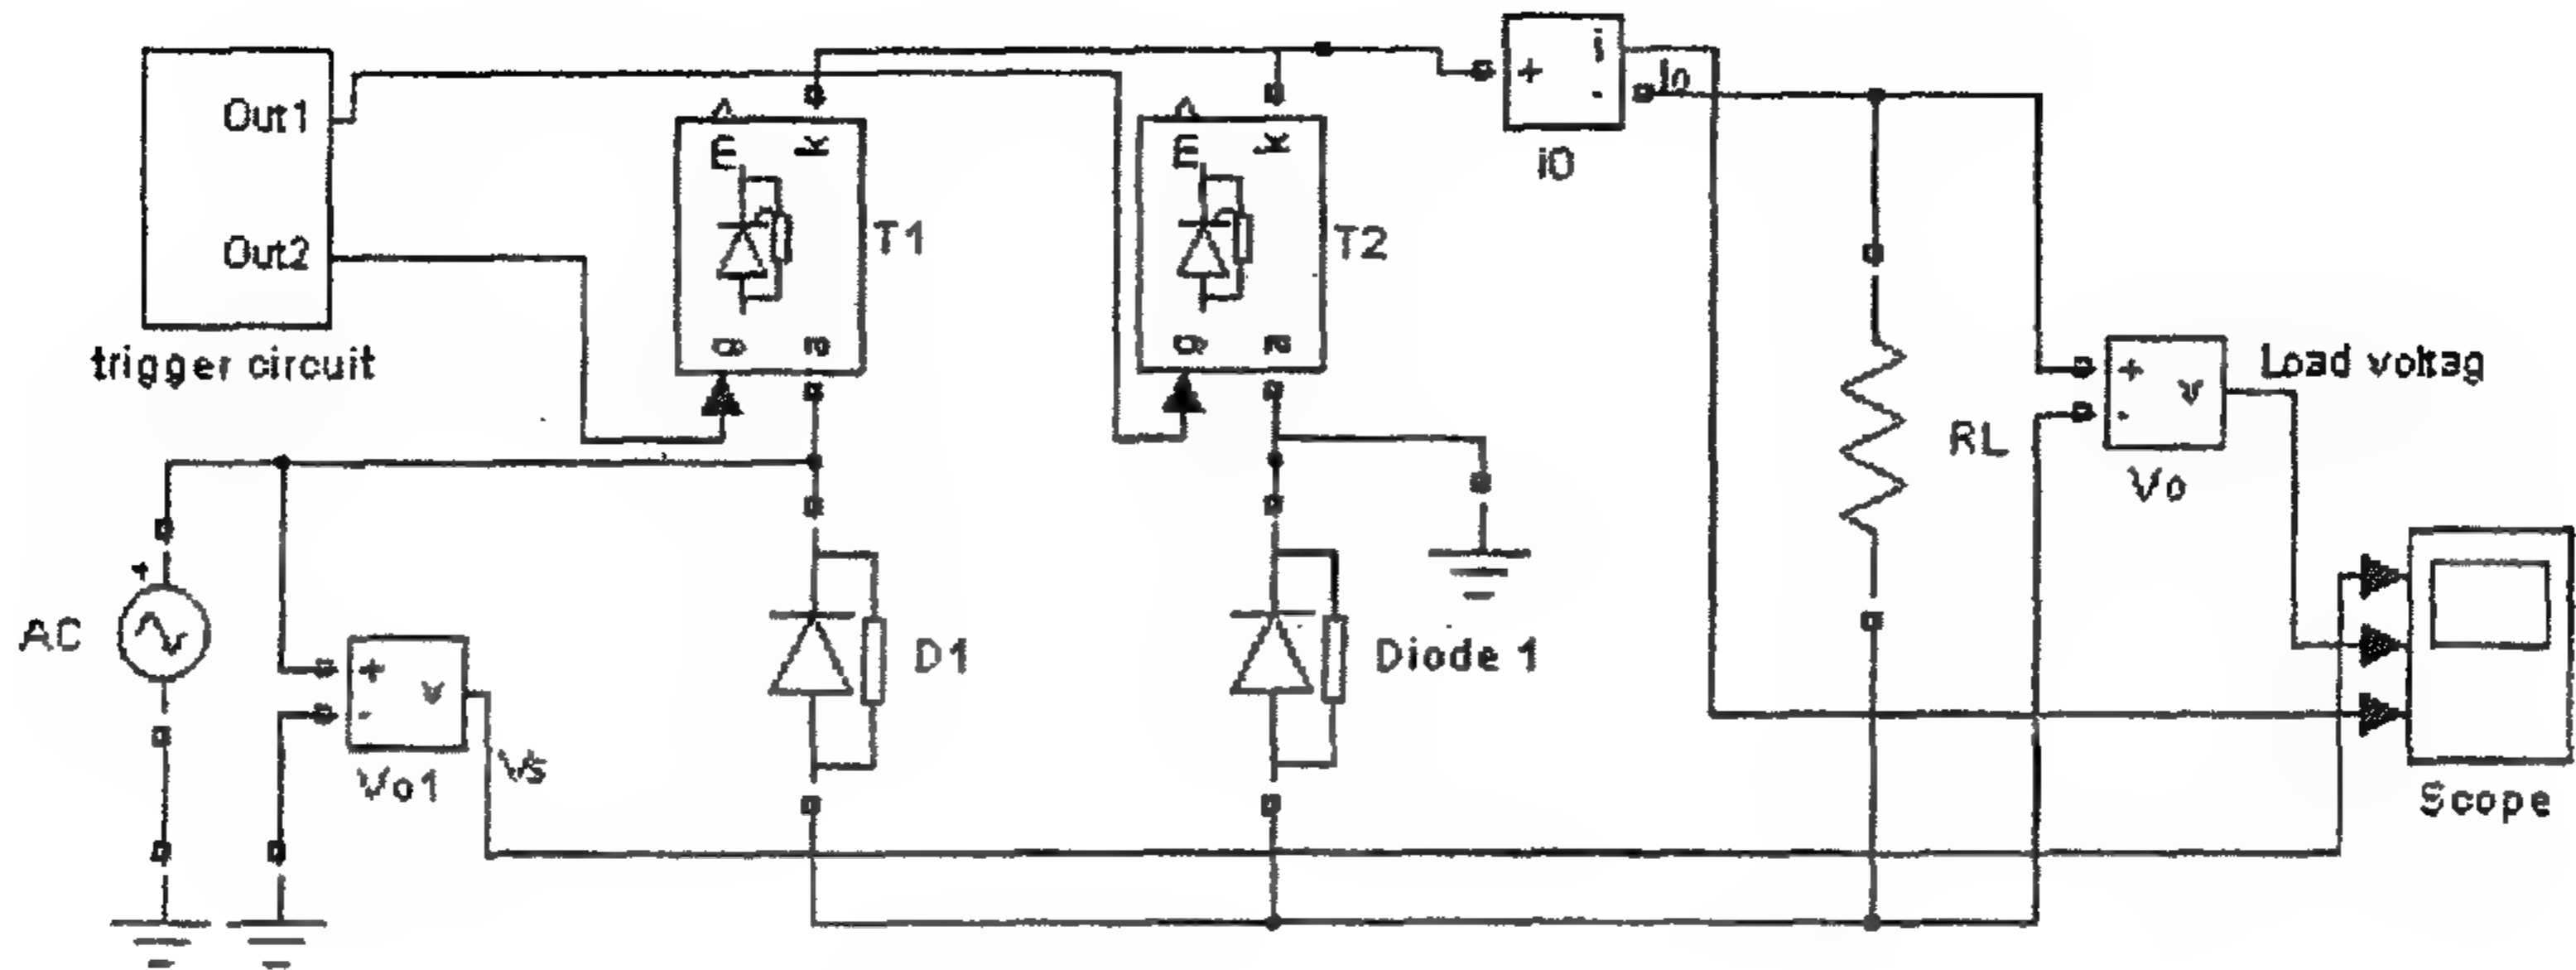 Out1
Out2
trigger circuit
m k
g a
T1
m k
g a
T2
+ i
-
Io
i0
RL
+ v
-
Load voltag
Vo
AC
+
+ v
-
Vo1
Vs
D1
Diode 1
Scope